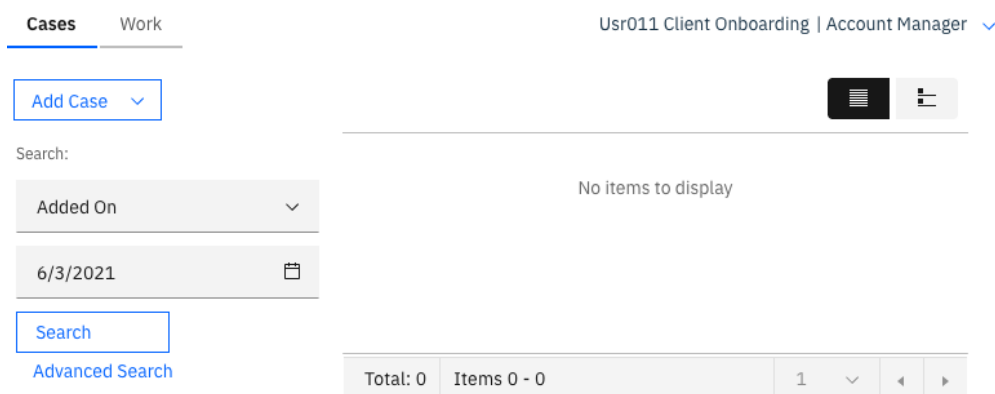 Cases Work Usr011 Client Onboarding | Account Manager
Add Case
Search:
Added On
6/3/2021
Search
Advanced Search
No items to display
Total: 0 Items 0 - 0 1